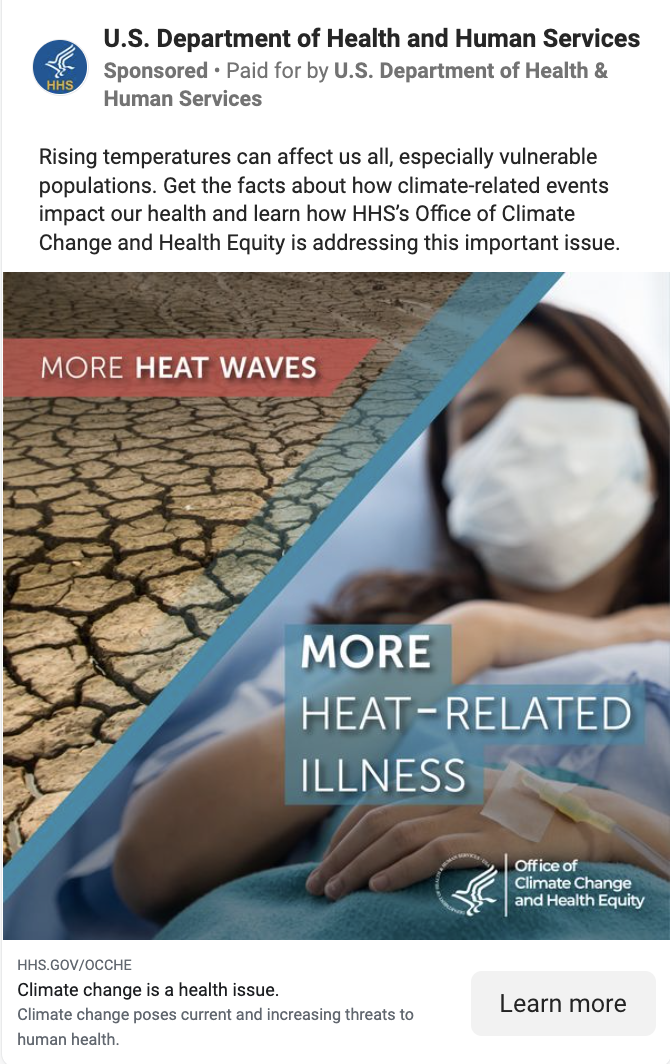 U.S. Department of Health and Human Services
Sponsored • Paid for by U.S. Department of Health &
Human Services
HHS
Rising temperatures can affect us all, especially vulnerable
populations. Get the facts about how climate-related events
impact our health and learn how HHS’s Office of Climate
Change and Health Equity is addressing this important issue.
MORE HEAT WAVES
MORE
HEAT-RELATED
ILLNESS
Office of
Climate Change
and Health Equity
HHS.GOV/OCCHE
Climate change is a health issue.
Climate change poses current and increasing threats to
human health.
Learn more